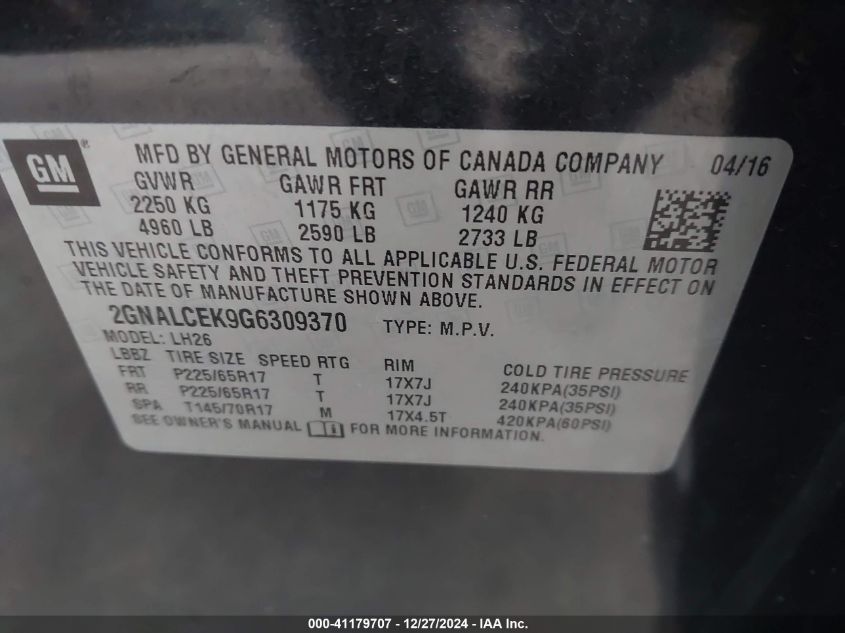 GM®
MFD BY GENERAL MOTORS OF CANADA COMPANY 04/16
GVWR GAWR FRT GAWR RR
2250 KG 1175 KG 1240 KG
4960 LB 2590 LB 2733 LB
THIS VEHICLE CONFORMS TO ALL APPLICABLE U.S. FEDERAL MOTOR
VEHICLE SAFETY AND THEFT PREVENTION STANDARDS IN EFFECT ON
THE DATE OF MANUFACTURE SHOWN ABOVE.
2GNALCEK9G6309370 TYPE: M.P.V.
MODEL: LH26
LBBZ TIRE SIZE SPEED RTG RIM COLD TIRE PRESSURE
FRT P225/65R17 T 17X7J 240KPA(35PSI)
RR P225/65R17 T 17X7J 240KPA(35PSI)
SPA T145/70R17 M 17X4.5T 420KPA(60PSI)
SEE OWNER'S MANUAL FOR MORE INFORMATION.
000-41179707 - 12/27/2024 - IAA Inc.